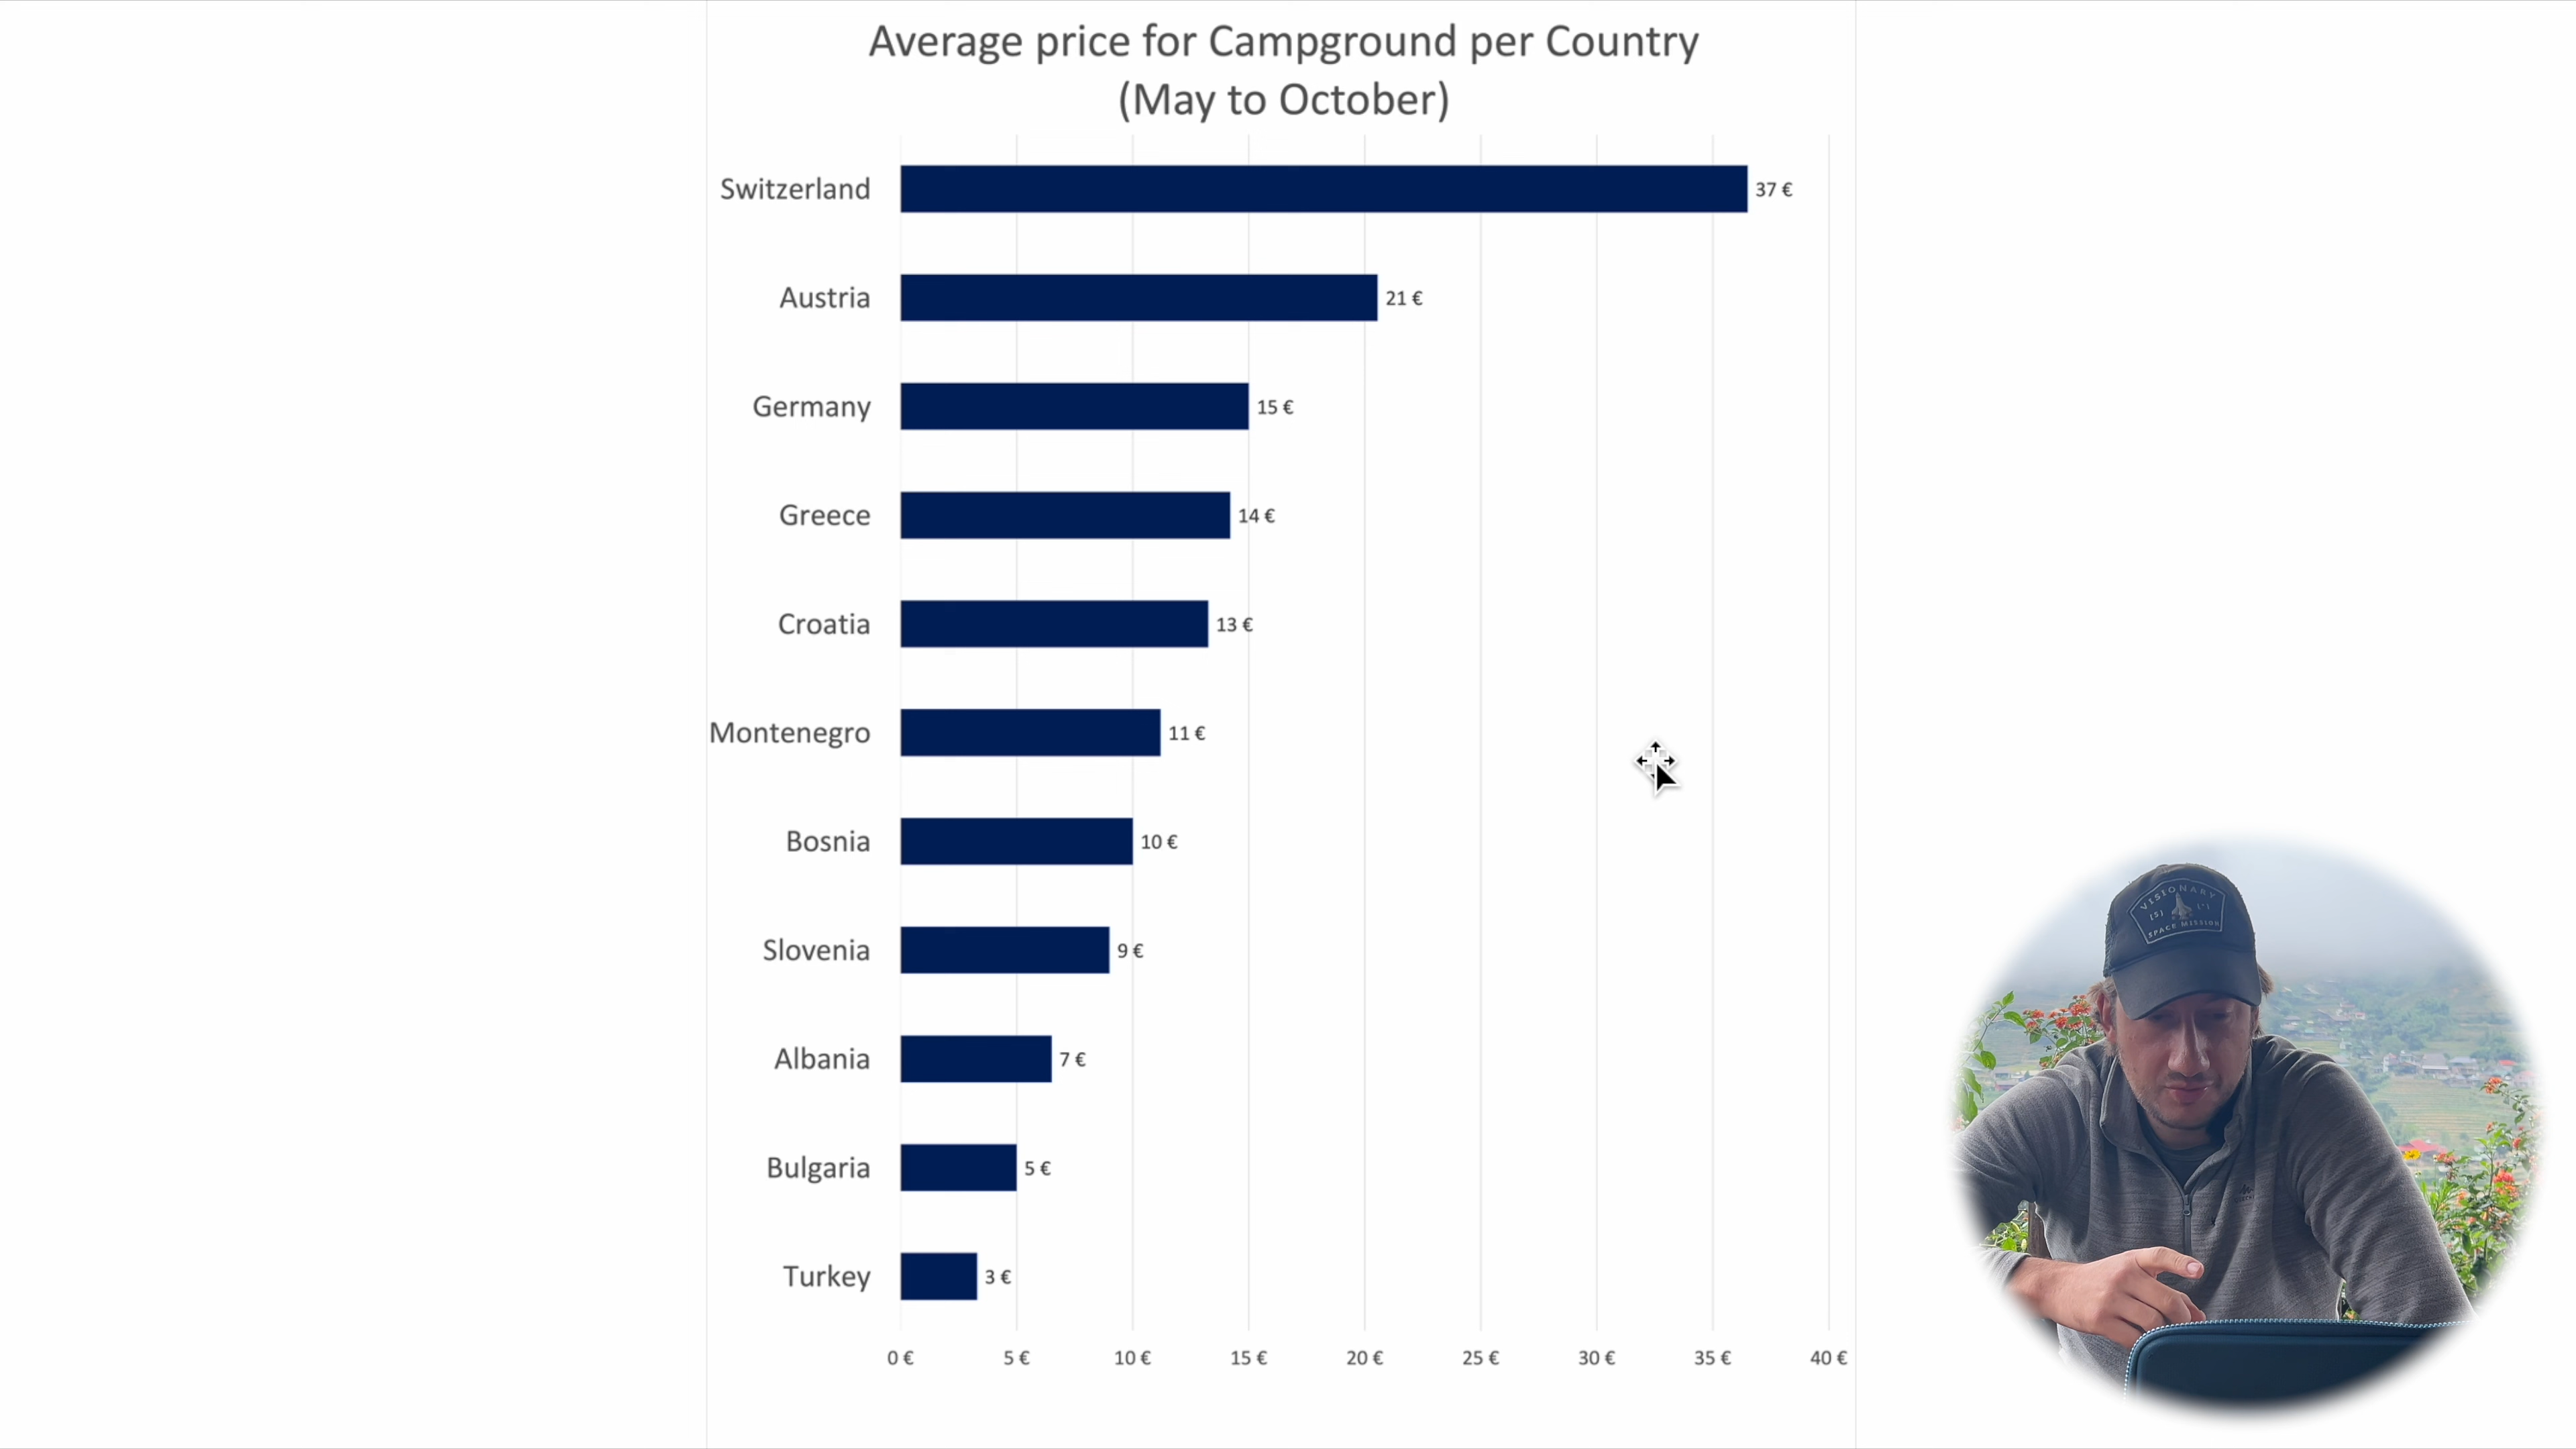 Average price for Campground per Country
(May to October)
Switzerland 37 €
Austria 21 €
Germany 15 €
Greece 14 €
Croatia 13 €
Montenegro 11 €
Bosnia 10 €
Slovenia 9 €
Albania 7 €
Bulgaria 5 €
Turkey 3 €
0 € 5 € 10 € 15 € 20 € 25 € 30 € 35 € 40 €
VISIONARY
[S] [*]
SPACE MISSION